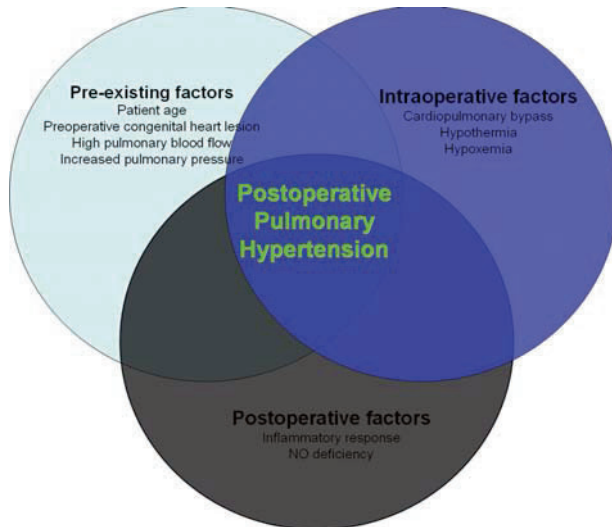 Pre-existing factors
Patient age
Preoperative congenital heart lesion
High pulmonary blood flow
Increased pulmonary pressure
Intraoperative factors
Cardiopulmonary bypass
Hypothermia
Hypoxemia
Postoperative
Pulmonary
Hypertension
Postoperative factors
Inflammatory response
NO deficiency